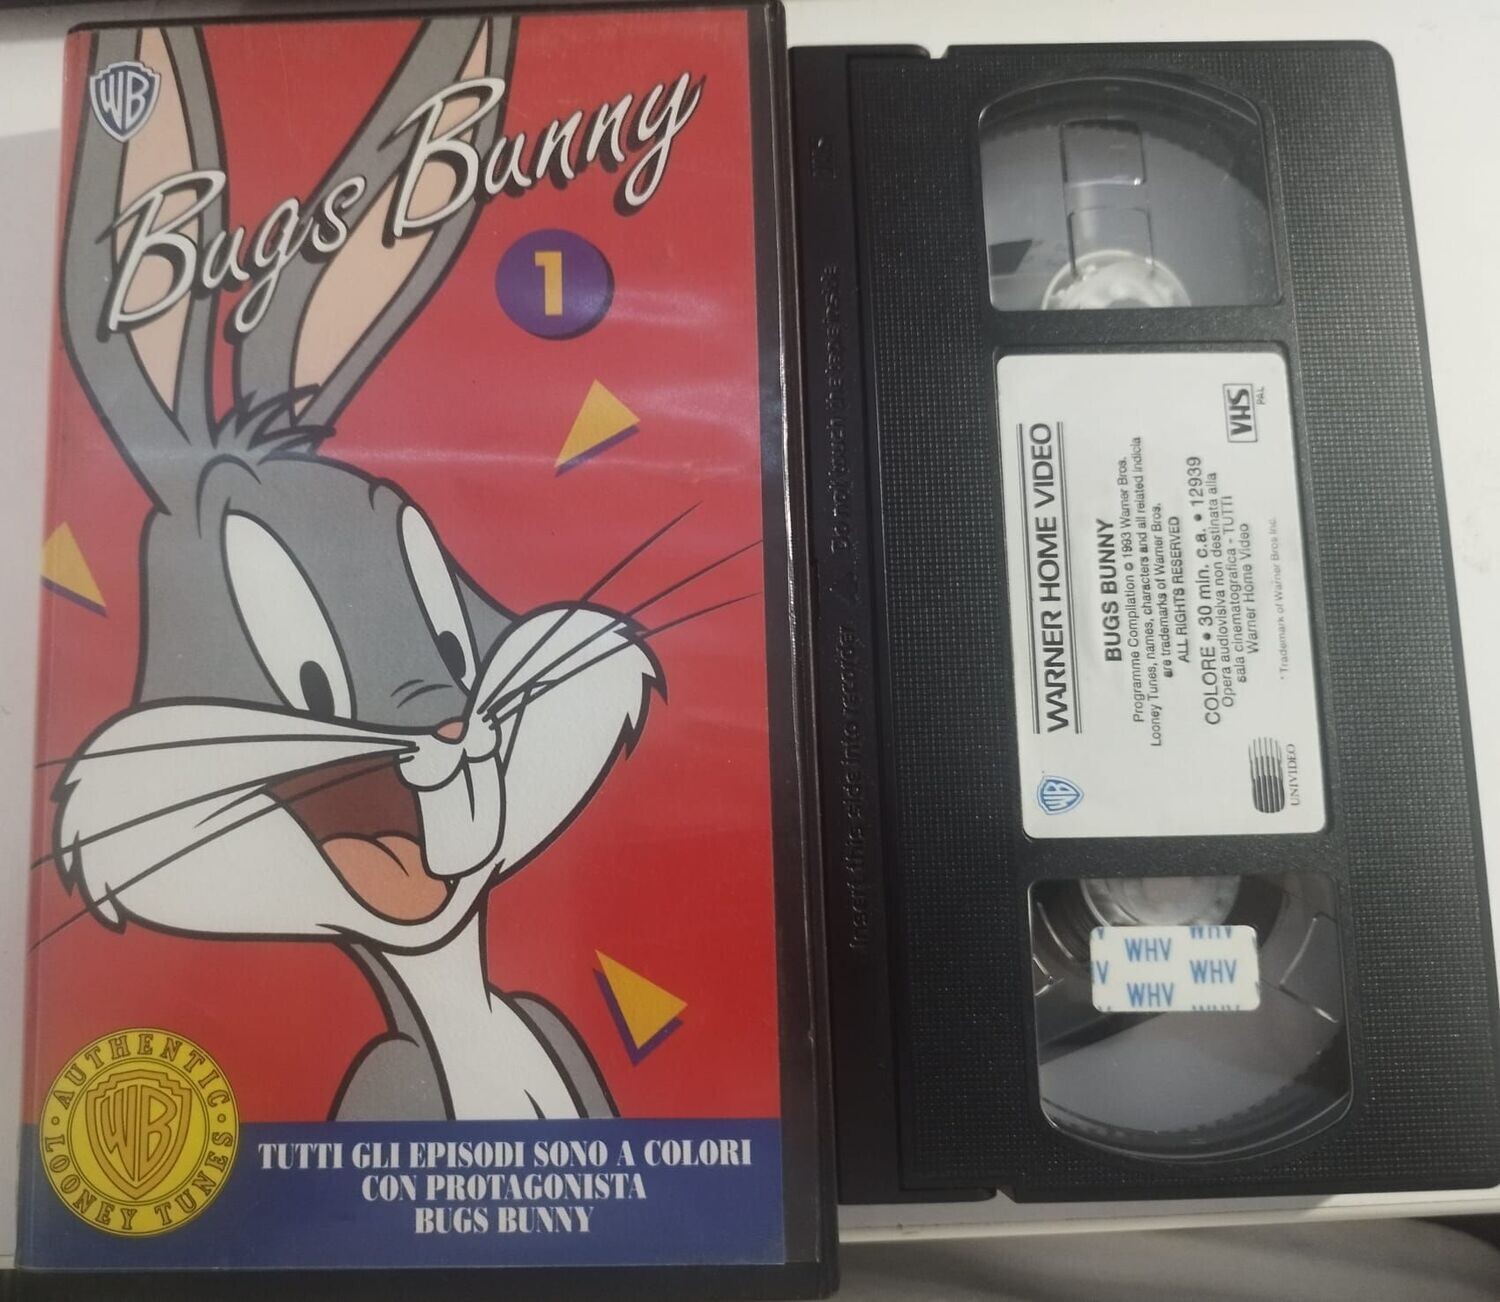 WB
Bugs Bunny
1
AUTHENTIC
WB
LOONEY TUNES
TUTTI GLI EPISODI SONO A COLORI
CON PROTAGONISTA
BUGS BUNNY
Insert this side into recorder
Do not touch the tape inside
WB
WARNER HOME VIDEO
BUGS BUNNY
Programme Compilation © 1993 Warner Bros.
Looney Tunes, names, characters and all related indicia
are trademarks of Warner Bros.
ALL RIGHTS RESERVED
COLORE • 30 min. c.a. • 12939
Opera audiovisiva non destinata alla
sala cinematografica - TUTTI
Warner Home Video
* Trademark of Warner Bros Inc.
VHS
PAL
UNIVIDEO
WHV
WHV
WHV
WHV